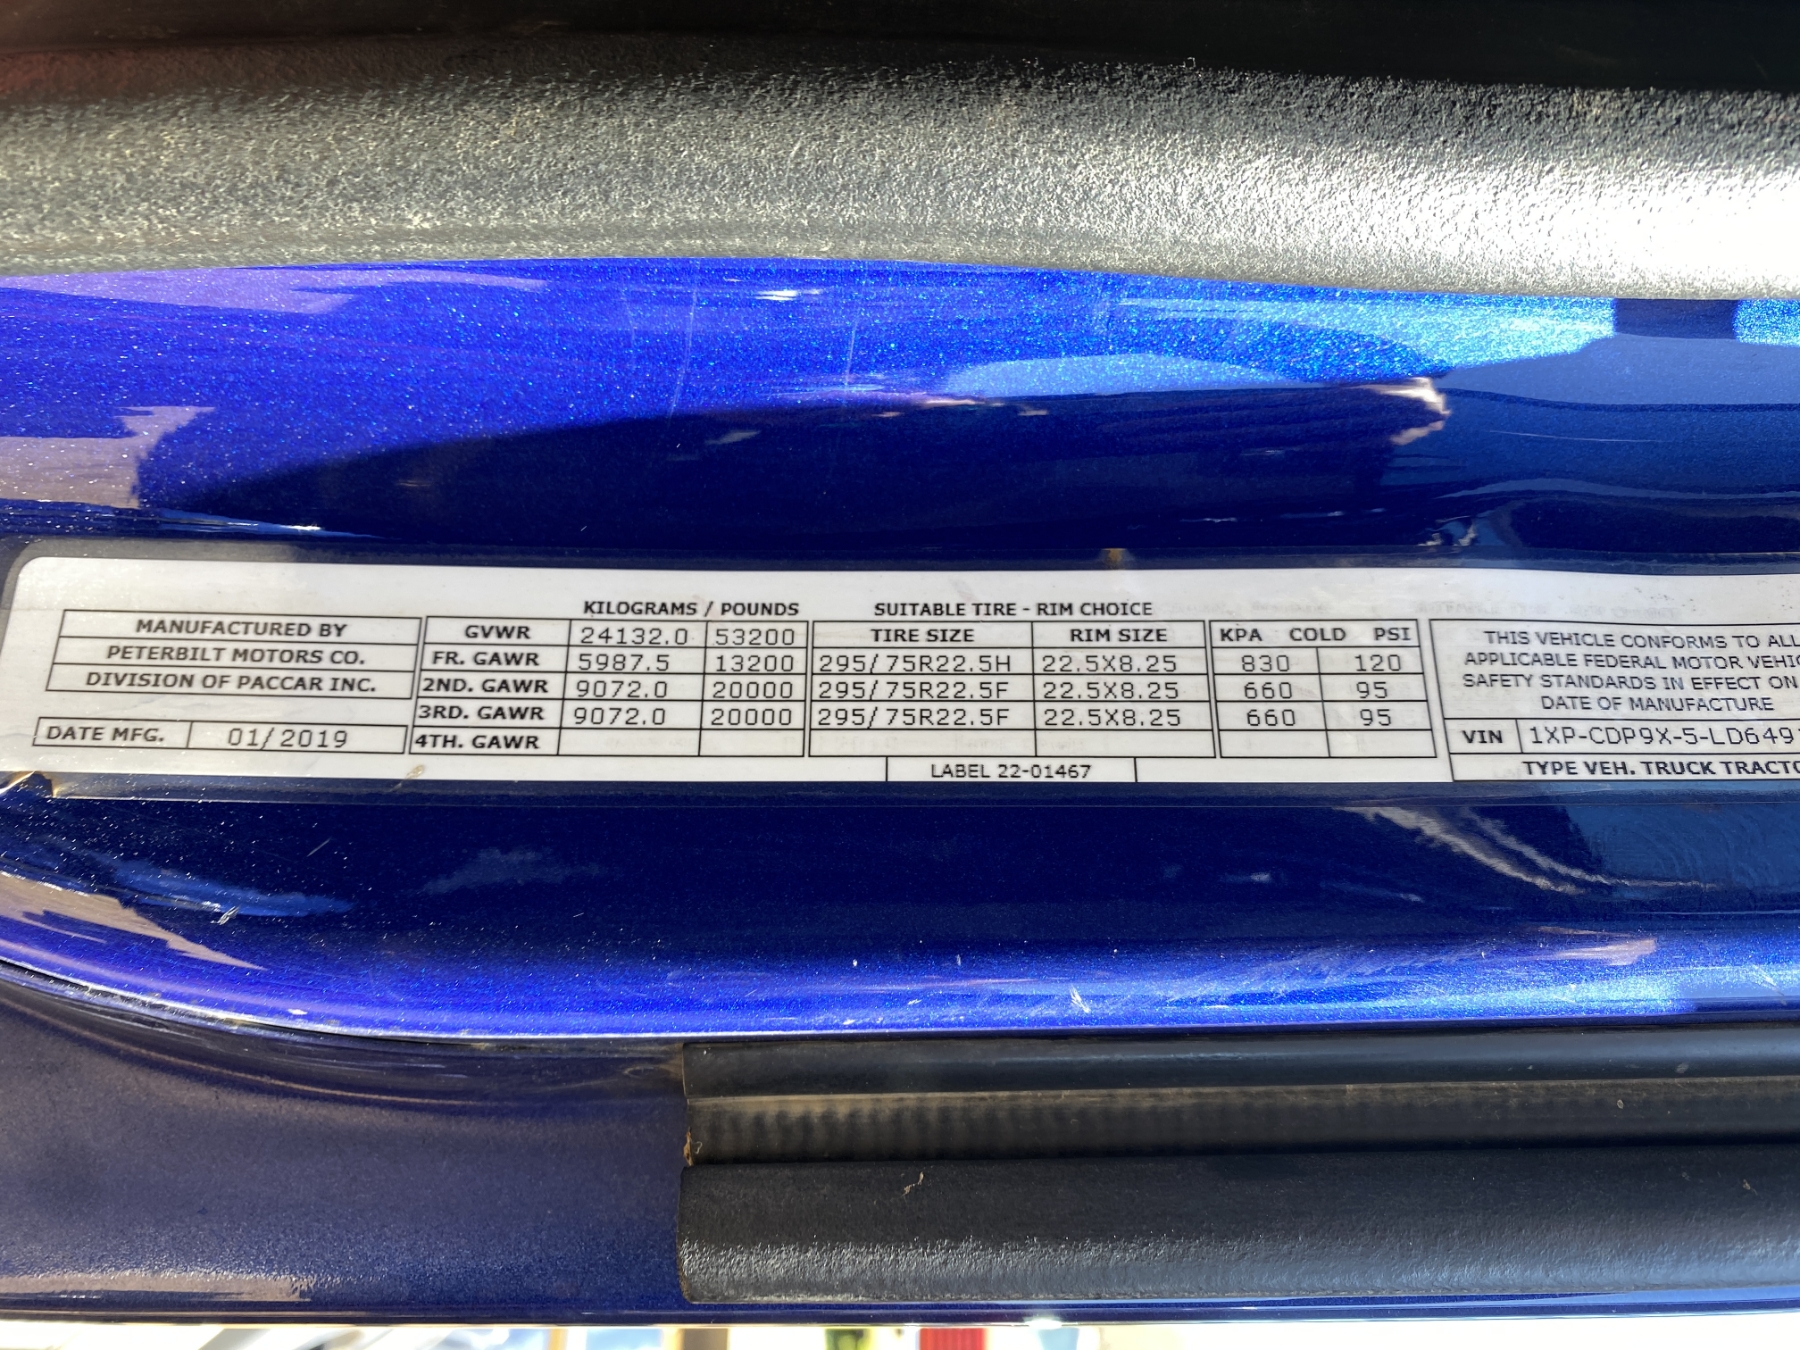 KILOGRAMS / POUNDS SUITABLE TIRE - RIM CHOICE
MANUFACTURED BY
PETERBILT MOTORS CO.
DIVISION OF PACCAR INC.
DATE MFG. 01/2019
GVWR 24132.0 53200 TIRE SIZE RIM SIZE KPA COLD PSI
FR. GAWR 5987.5 13200 295/75R22.5H 22.5X8.25 830 120
2ND. GAWR 9072.0 20000 295/75R22.5F 22.5X8.25 660 95
3RD. GAWR 9072.0 20000 295/75R22.5F 22.5X8.25 660 95
4TH. GAWR
LABEL 22-01467
THIS VEHICLE CONFORMS TO ALL
APPLICABLE FEDERAL MOTOR VEHIC
SAFETY STANDARDS IN EFFECT ON
DATE OF MANUFACTURE
VIN 1XP-CDP9X-5-LD649
TYPE VEH. TRUCK TRACTO